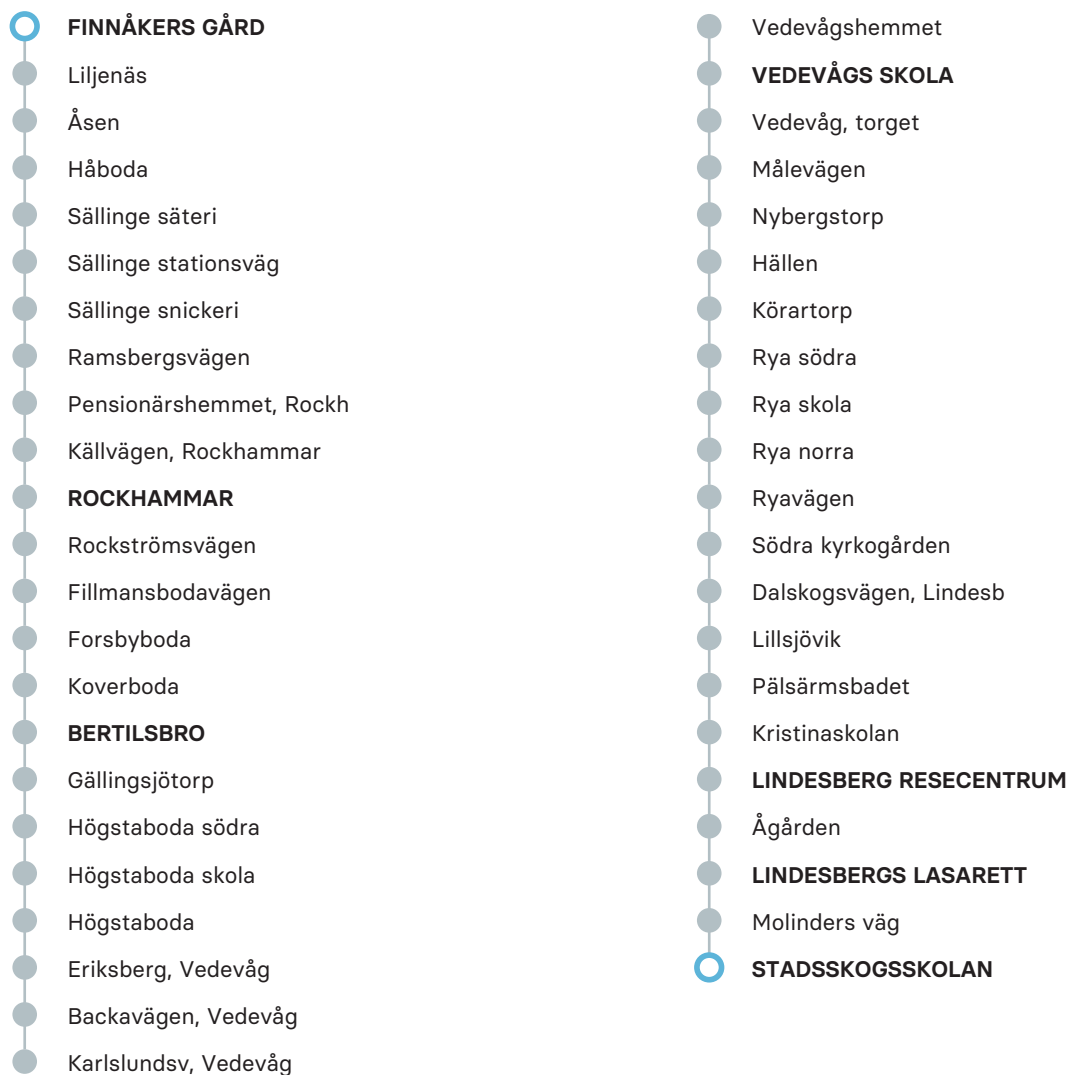 FINNÅKERS GÅRD
Liljenäs
Åsen
Håboda
Sällinge säteri
Sällinge stationsväg
Sällinge snickeri
Ramsbergsvägen
Pensionärshemmet, Rockh
Källvägen, Rockhammar
ROCKHAMMAR
Rockströmsvägen
Fillmansbodavägen
Forsbyboda
Koverboda
BERTILSBRO
Gällingsjötorp
Högstaboda södra
Högstaboda skola
Högstaboda
Eriksberg, Vedevåg
Backavägen, Vedevåg
Karlslundsv, Vedevåg
Vedevågshemmet
VEDEVÅGS SKOLA
Vedevåg, torget
Målevägen
Nybergstorp
Hällen
Körartorp
Rya södra
Rya skola
Rya norra
Ryavägen
Södra kyrkogården
Dalskogsvägen, Lindesb
Lillsjövik
Pälsärmsbadet
Kristinaskolan
LINDESBERG RESECENTRUM
Ågården
LINDESBERGS LASARETT
Molinders väg
STADSSKOGSSKOLAN